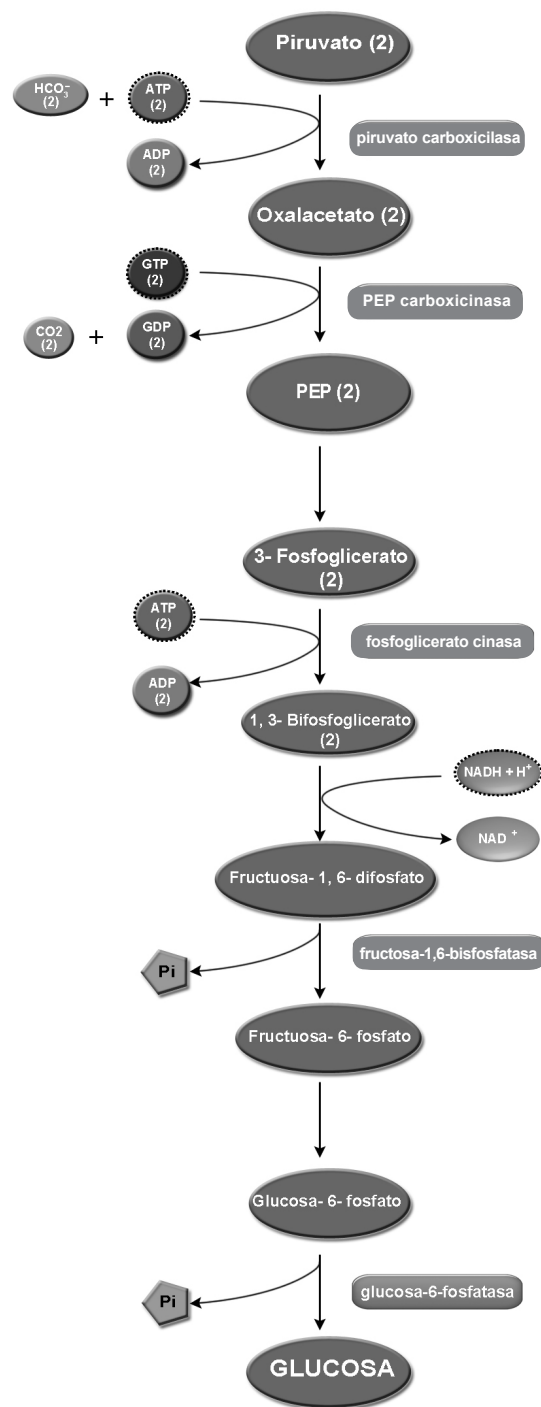 Piruvato (2)
HCO₃⁻
(2)
+
ATP
(2)
piruvato carboxicilasa
ADP
(2)
Oxalacetato (2)
GTP
(2)
PEP carboxicinasa
CO2
(2)
+
GDP
(2)
PEP (2)
3- Fosfoglicerato
(2)
ATP
(2)
fosfoglicerato cinasa
ADP
(2)
1, 3- Bifosfoglicerato
(2)
NADH + H⁺
NAD ⁺
Fructuosa- 1, 6- difosfato
fructosa-1,6-bisfosfatasa
Pi
Fructuosa- 6- fosfato
Glucosa- 6- fosfato
glucosa-6-fosfatasa
Pi
GLUCOSA